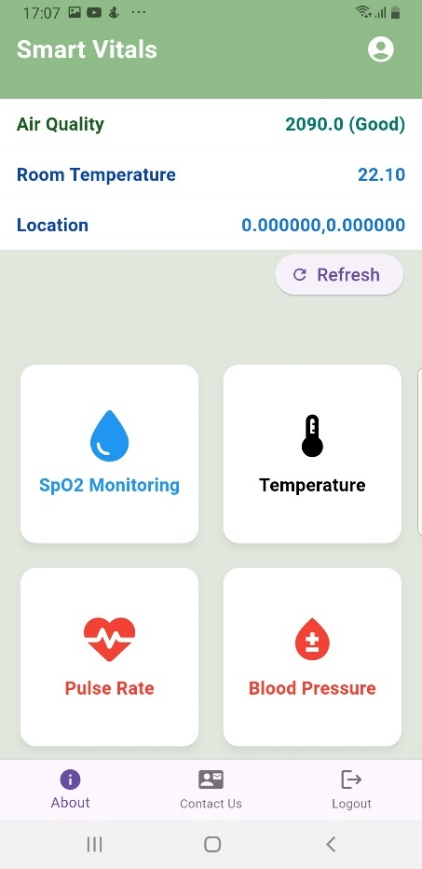 17:07
Smart Vitals
Air Quality 2090.0 (Good)
Room Temperature 22.10
Location 0.000000,0.000000
Refresh
SpO2 Monitoring Temperature
Pulse Rate Blood Pressure
About Contact Us Logout